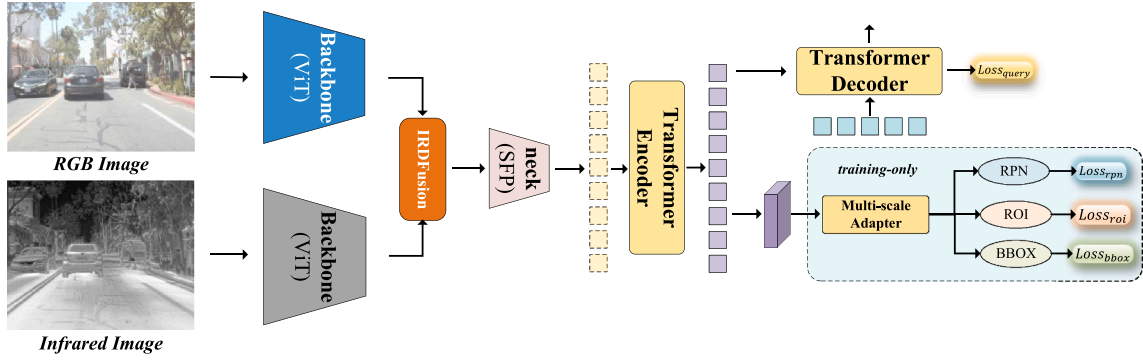 RGB Image
Infrared Image
Backbone
(ViT)
Backbone
(ViT)
IRDFusion
neck
(SFP)
Transformer
Encoder
Transformer
Decoder
Loss_query
training-only
Multi-scale
Adapter
RPN
ROI
BBOX
Loss_rpn
Loss_roi
Loss_bbox